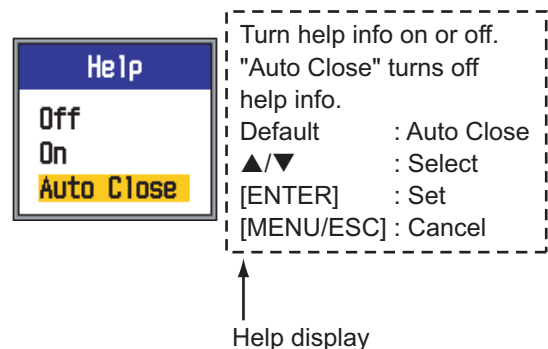 Help
Off
On
Auto Close
Turn help info on or off.
"Auto Close" turns off
help info.
Default : Auto Close
▲/▼ : Select
[ENTER] : Set
[MENU/ESC] : Cancel
Help display